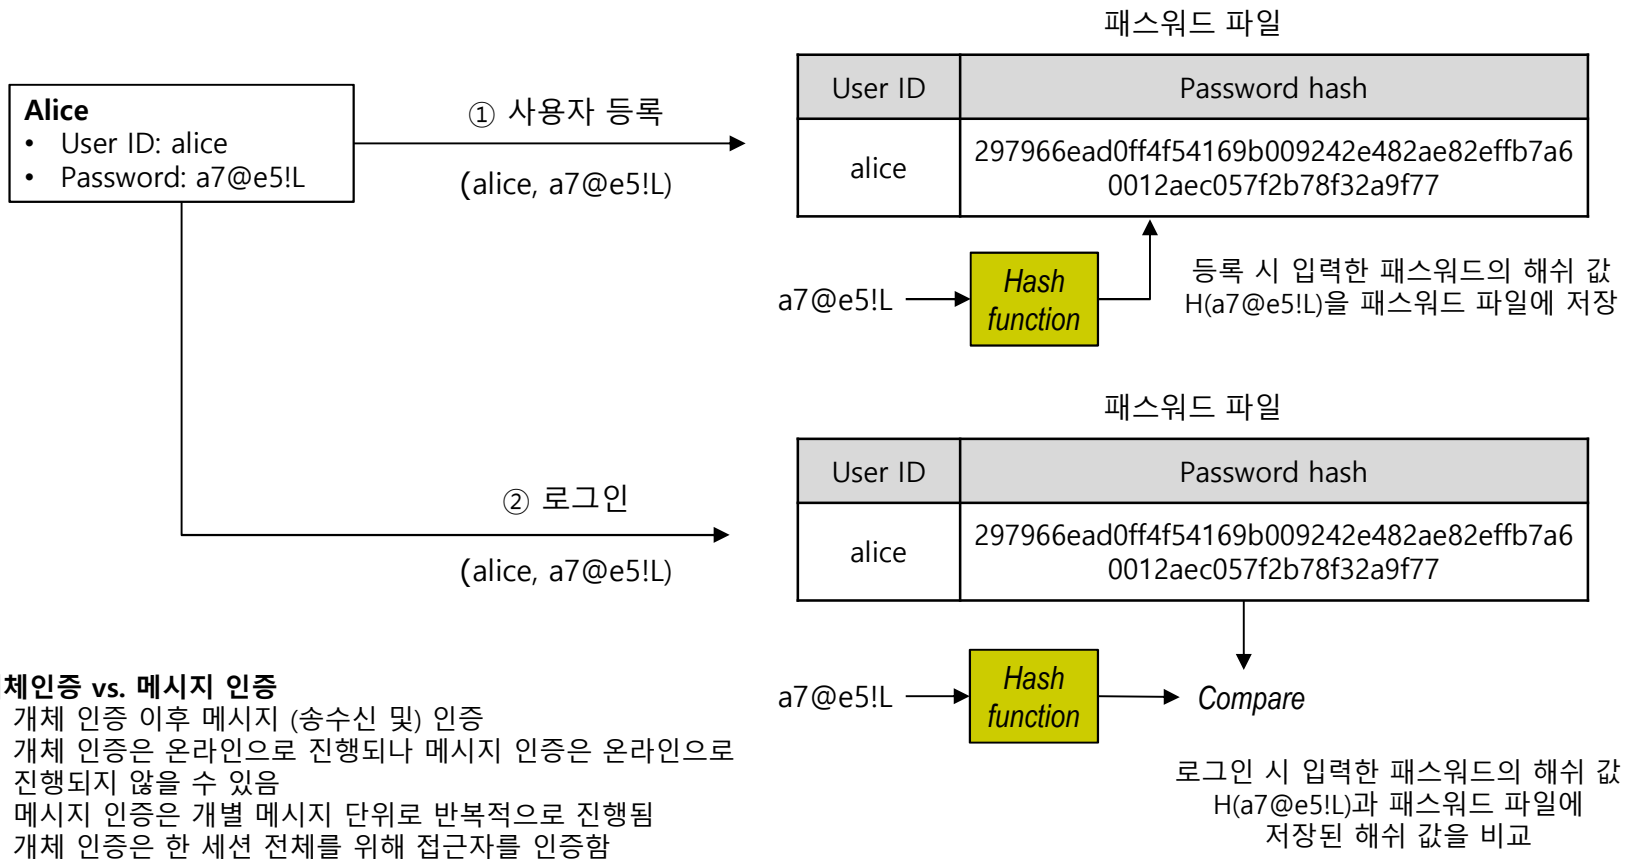 패스워드 파일
Alice
• User ID: alice
• Password: a7@e5!L
① 사용자 등록
(alice, a7@e5!L)
User ID Password hash
alice 297966ead0ff4f54169b009242e482ae82effb7a6
0012aec057f2b78f32a9f77
a7@e5!L
Hash
function
등록 시 입력한 패스워드의 해쉬 값
H(a7@e5!L)을 패스워드 파일에 저장
패스워드 파일
② 로그인
(alice, a7@e5!L)
User ID Password hash
alice 297966ead0ff4f54169b009242e482ae82effb7a6
0012aec057f2b78f32a9f77
a7@e5!L
Hash
function
Compare
로그인 시 입력한 패스워드의 해쉬 값
H(a7@e5!L)과 패스워드 파일에
저장된 해쉬 값을 비교
체인증 vs. 메시지 인증
개체 인증 이후 메시지 (송수신 및) 인증
개체 인증은 온라인으로 진행되나 메시지 인증은 온라인으로
진행되지 않을 수 있음
메시지 인증은 개별 메시지 단위로 반복적으로 진행됨
개체 인증은 한 세션 전체를 위해 접근자를 인증함